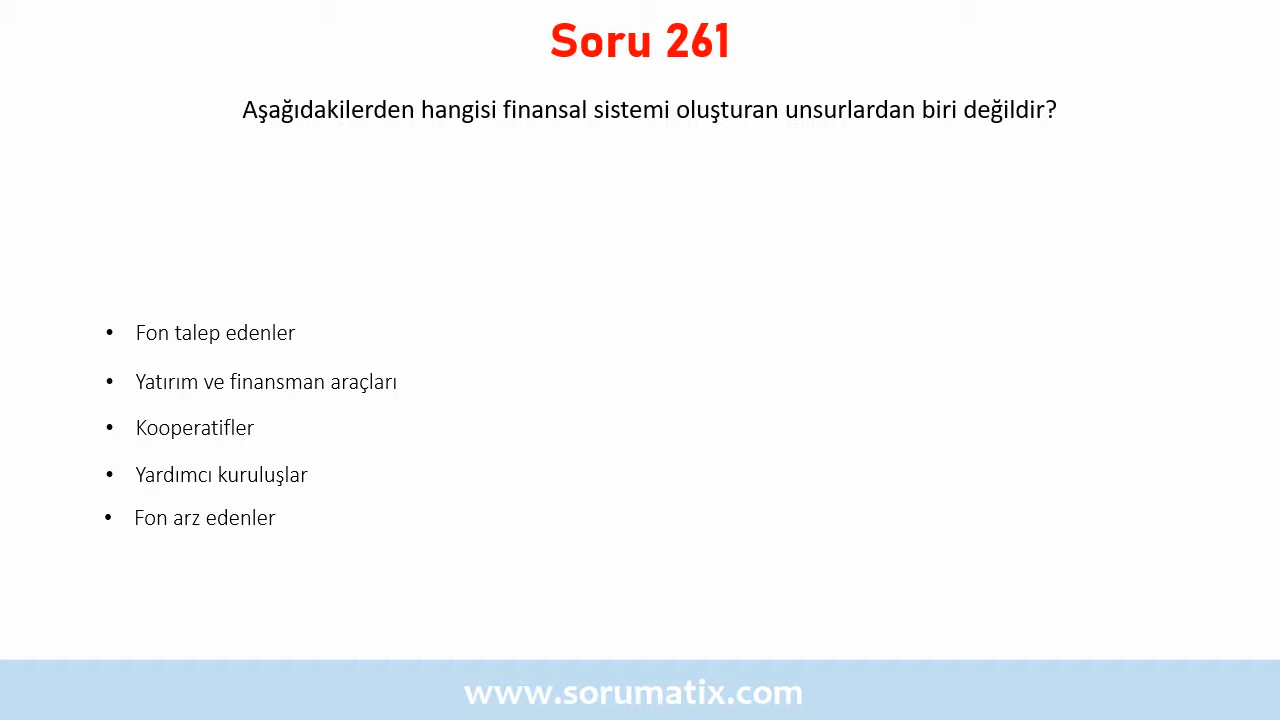 Soru 261
Aşağıdakilerden hangisi finansal sistemi oluşturan unsurlardan biri değildir?
• Fon talep edenler
• Yatırım ve finansman araçları
• Kooperatifler
• Yardımcı kuruluşlar
• Fon arz edenler
www.sorumatix.com